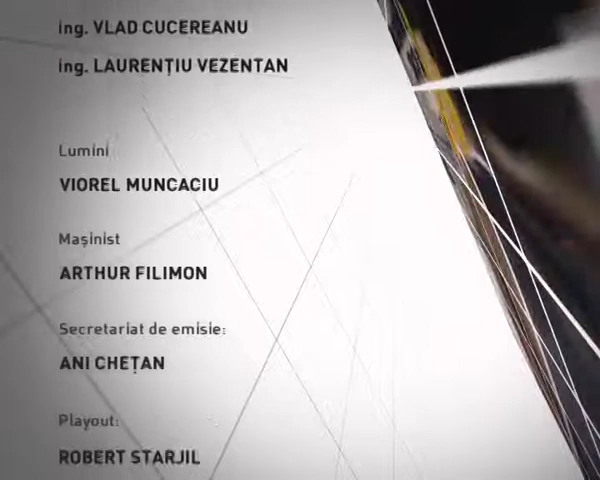 ing. VLAD CUCEREANU
ing. LAURENȚIU VEZENTAN
Lumini
VIOREL MUNCACIU
Mașinist
ARTHUR FILIMON
Secretariat de emisie:
ANI CHEȚAN
Playout:
ROBERT STARJIL